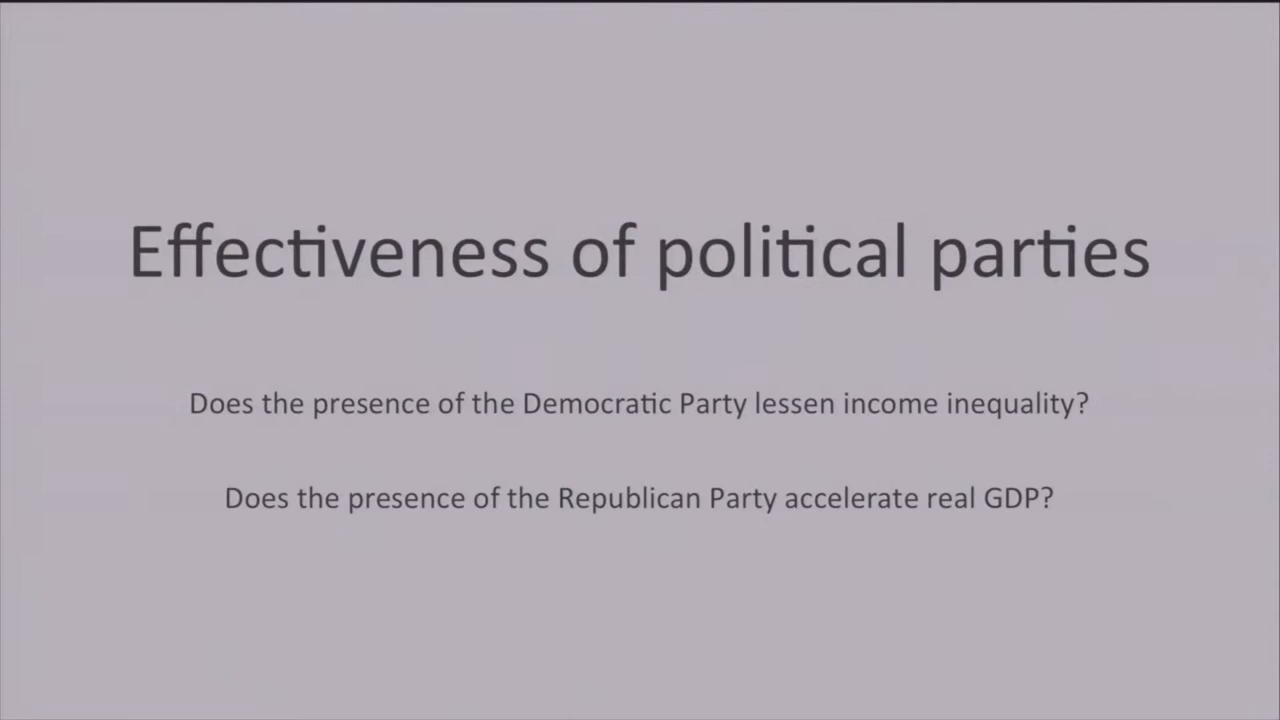 Effectiveness of political parties
Does the presence of the Democratic Party lessen income inequality?
Does the presence of the Republican Party accelerate real GDP?